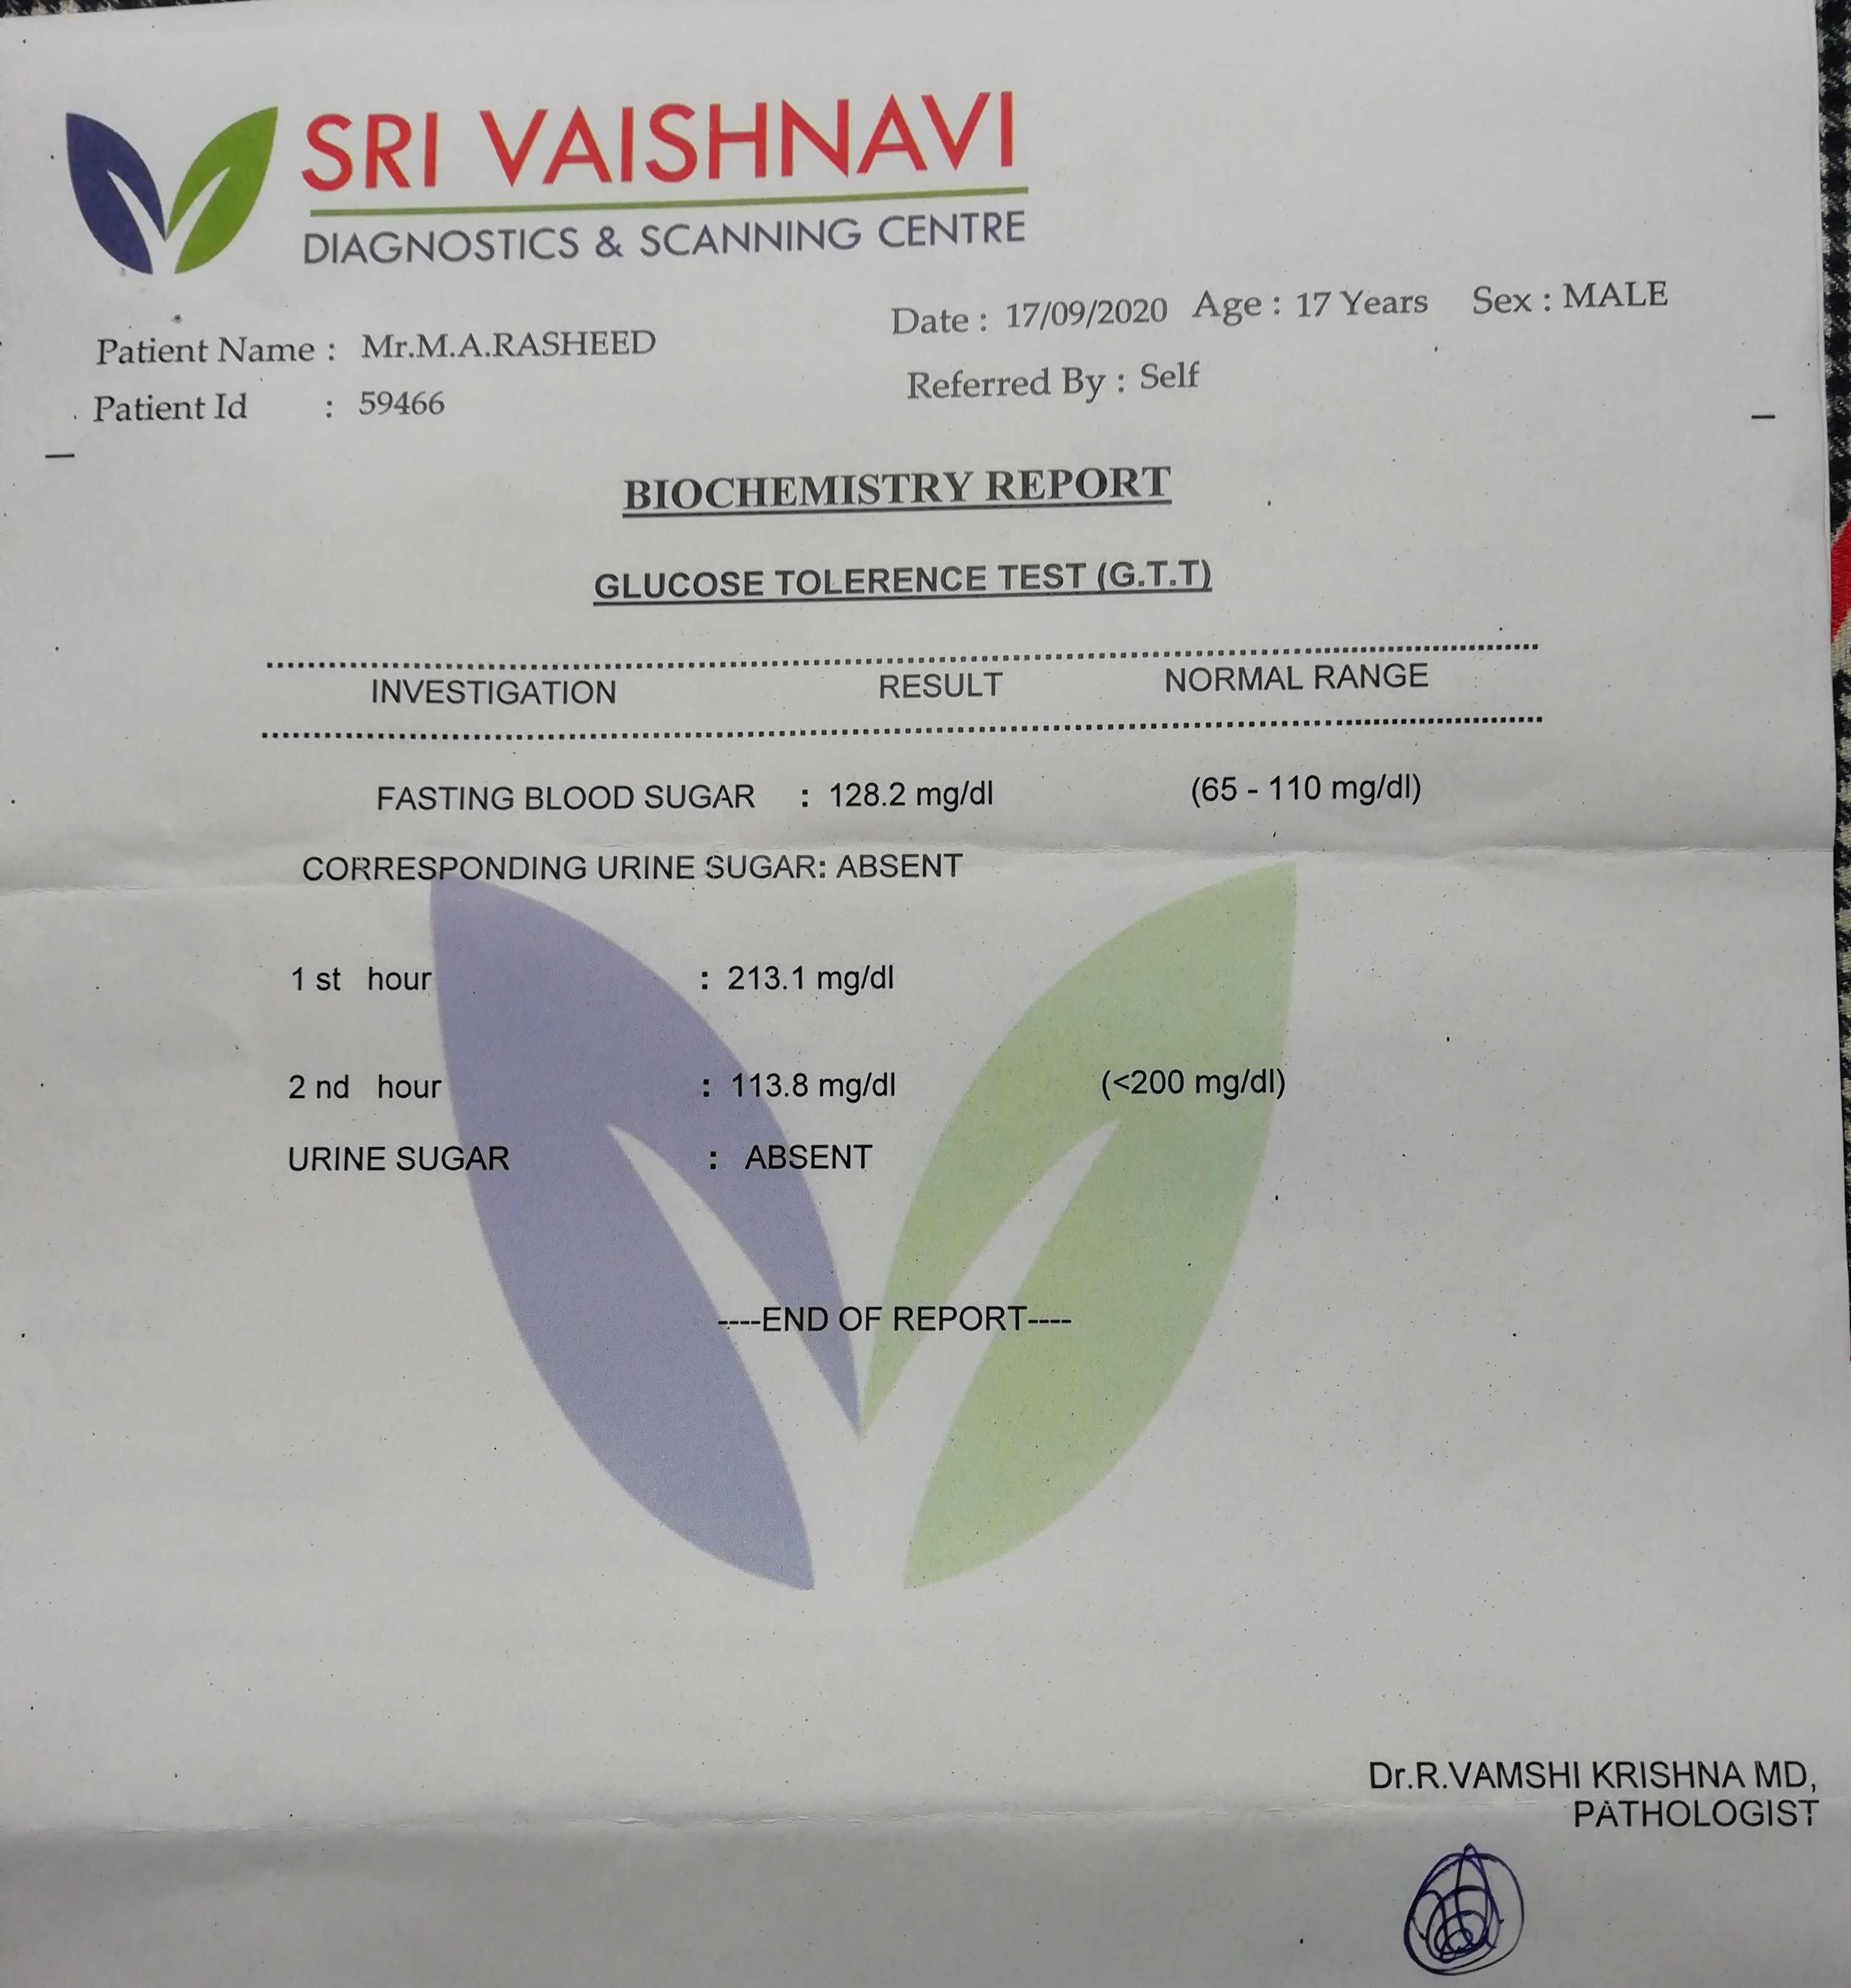 SRI VAISHNAVI
DIAGNOSTICS & SCANNING CENTRE
Patient Name : Mr.M.A.RASHEED
Date : 17/09/2020 Age : 17 Years Sex : MALE
Patient Id : 59466
Referred By : Self
BIOCHEMISTRY REPORT
GLUCOSE TOLERENCE TEST (G.T.T)
INVESTIGATION RESULT NORMAL RANGE
FASTING BLOOD SUGAR : 128.2 mg/dl (65 - 110 mg/dl)
CORRESPONDING URINE SUGAR: ABSENT
1 st hour : 213.1 mg/dl
2 nd hour : 113.8 mg/dl (<200 mg/dl)
URINE SUGAR : ABSENT
----END OF REPORT----
Dr.R.VAMSHI KRISHNA MD,
PATHOLOGIST